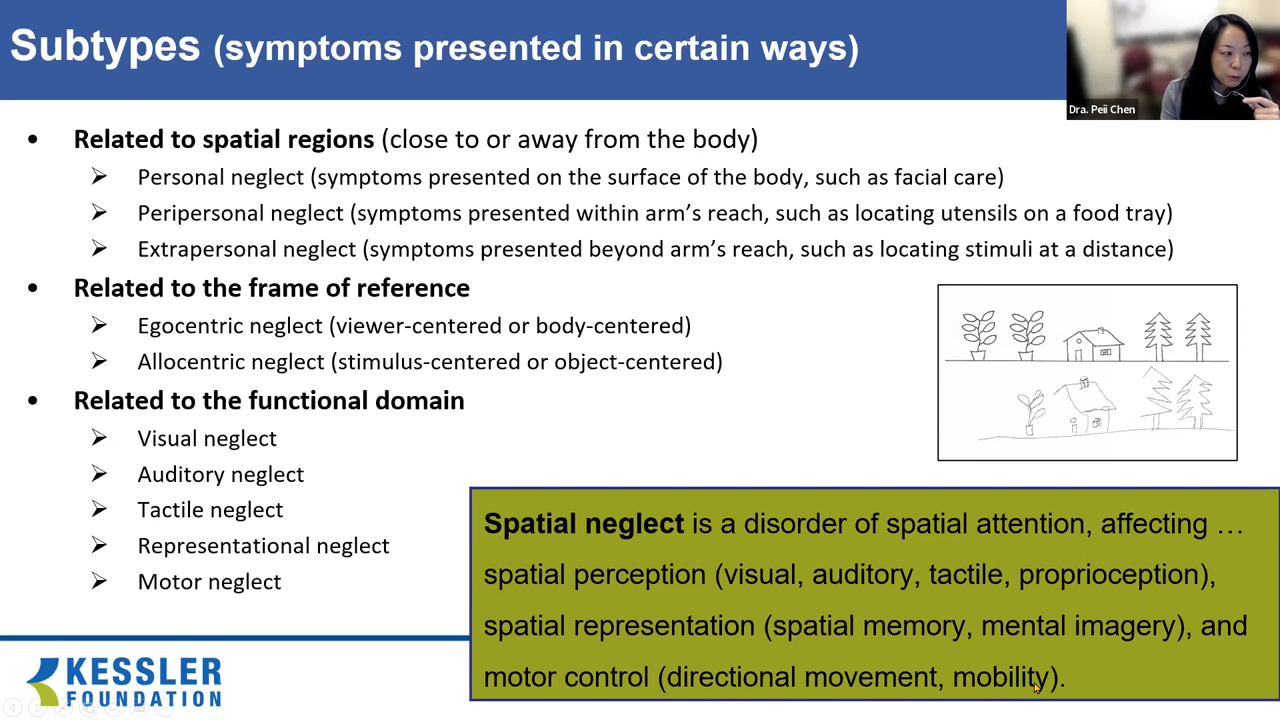 Subtypes (symptoms presented in certain ways)
Dra. Peii Chen
• Related to spatial regions (close to or away from the body)
➢ Personal neglect (symptoms presented on the surface of the body, such as facial care)
➢ Peripersonal neglect (symptoms presented within arm’s reach, such as locating utensils on a food tray)
➢ Extrapersonal neglect (symptoms presented beyond arm’s reach, such as locating stimuli at a distance)
• Related to the frame of reference
➢ Egocentric neglect (viewer-centered or body-centered)
➢ Allocentric neglect (stimulus-centered or object-centered)
• Related to the functional domain
➢ Visual neglect
➢ Auditory neglect
➢ Tactile neglect
➢ Representational neglect
➢ Motor neglect
Spatial neglect is a disorder of spatial attention, affecting …
spatial perception (visual, auditory, tactile, proprioception),
spatial representation (spatial memory, mental imagery), and
motor control (directional movement, mobility).
KESSLER
FOUNDATION